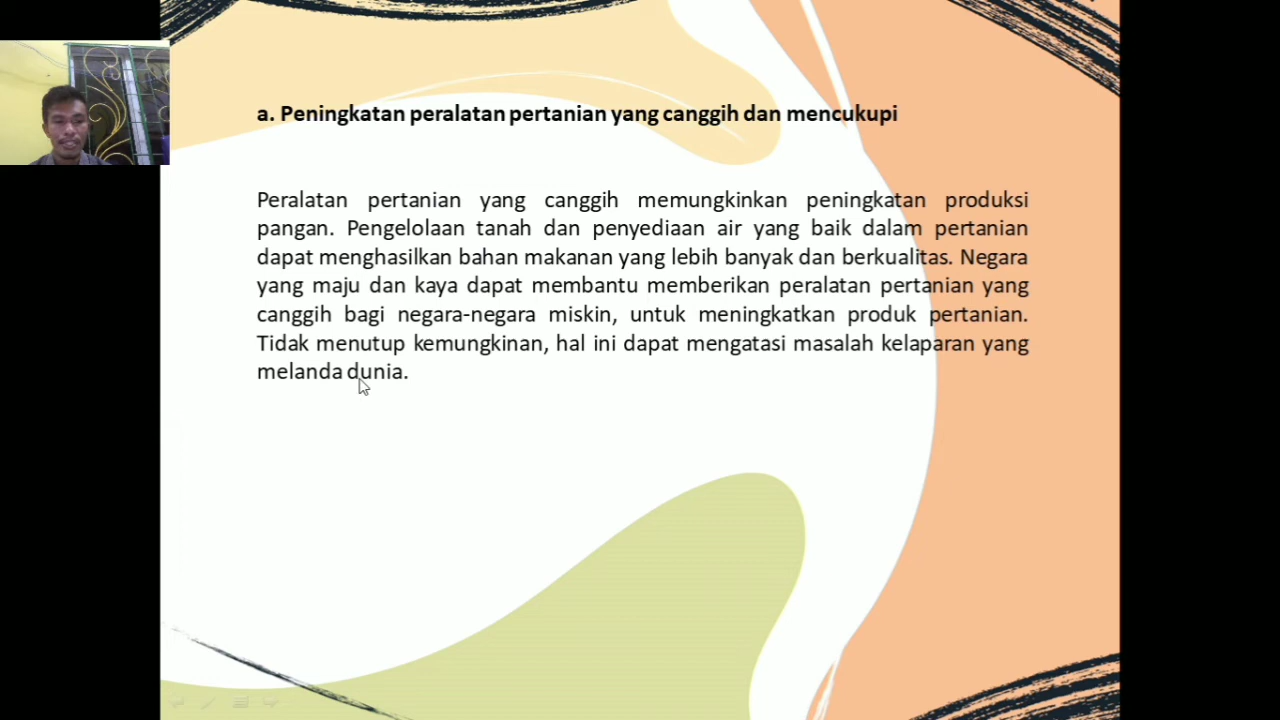 a. Peningkatan peralatan pertanian yang canggih dan mencukupi
Peralatan pertanian yang canggih memungkinkan peningkatan produksi
pangan. Pengelolaan tanah dan penyediaan air yang baik dalam pertanian
dapat menghasilkan bahan makanan yang lebih banyak dan berkualitas. Negara
yang maju dan kaya dapat membantu memberikan peralatan pertanian yang
canggih bagi negara-negara miskin, untuk meningkatkan produk pertanian.
Tidak menutup kemungkinan, hal ini dapat mengatasi masalah kelaparan yang
melanda dunia.